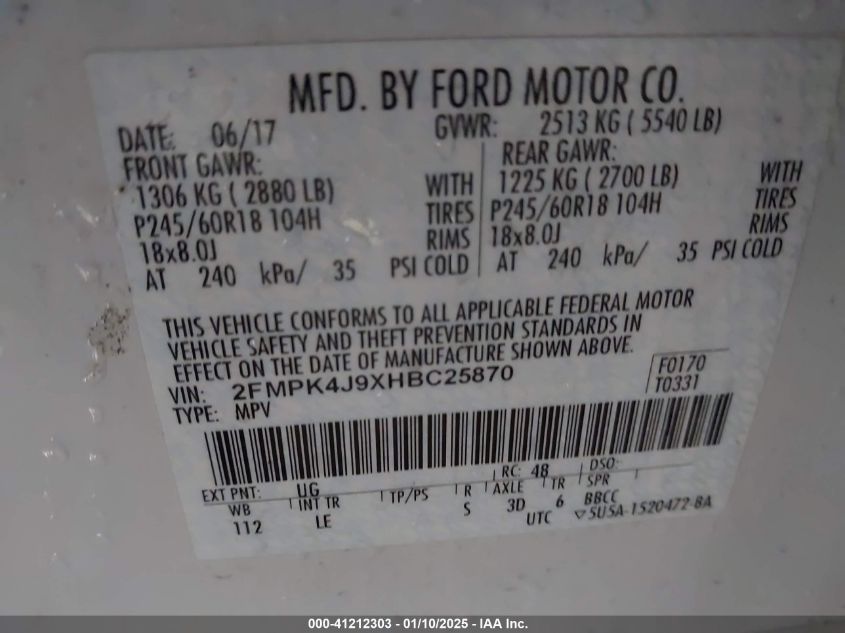 MFD. BY FORD MOTOR CO.
DATE: 06/17 GVWR: 2513 KG ( 5540 LB)
FRONT GAWR: REAR GAWR:
1306 KG ( 2880 LB) WITH 1225 KG ( 2700 LB) WITH
P245/60R18 104H TIRES P245/60R18 104H TIRES
18x8.0J RIMS 18x8.0J RIMS
AT 240 kPa/ 35 PSI COLD AT 240 kPa/ 35 PSI COLD
THIS VEHICLE CONFORMS TO ALL APPLICABLE FEDERAL MOTOR
VEHICLE SAFETY AND THEFT PREVENTION STANDARDS IN
EFFECT ON THE DATE OF MANUFACTURE SHOWN ABOVE.
VIN: 2FMPK4J9XHBC25870 F0170
TYPE: MPV T0331
EXT PNT: UG RC: 48 DSO:
WB INT TR TP/PS R AXLE TR SPR
112 LE S 3D 6 BBCC
UTC ▽5U5A-1520472-BA
000-41212303 — 01/10/2025 — IAA Inc.